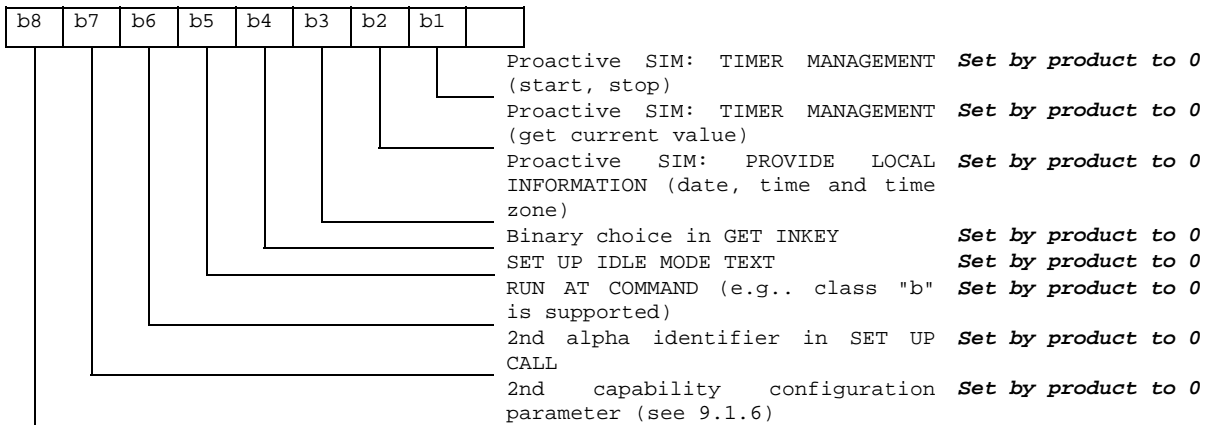 b8 b7 b6 b5 b4 b3 b2 b1
Proactive SIM: TIMER MANAGEMENT Set by product to 0
(start, stop)
Proactive SIM: TIMER MANAGEMENT Set by product to 0
(get current value)
Proactive SIM: PROVIDE LOCAL Set by product to 0
INFORMATION (date, time and time
zone)
Binary choice in GET INKEY Set by product to 0
SET UP IDLE MODE TEXT Set by product to 0
RUN AT COMMAND (e.g.. class "b" Set by product to 0
is supported)
2nd alpha identifier in SET UP Set by product to 0
CALL
2nd capability configuration Set by product to 0
parameter (see 9.1.6)